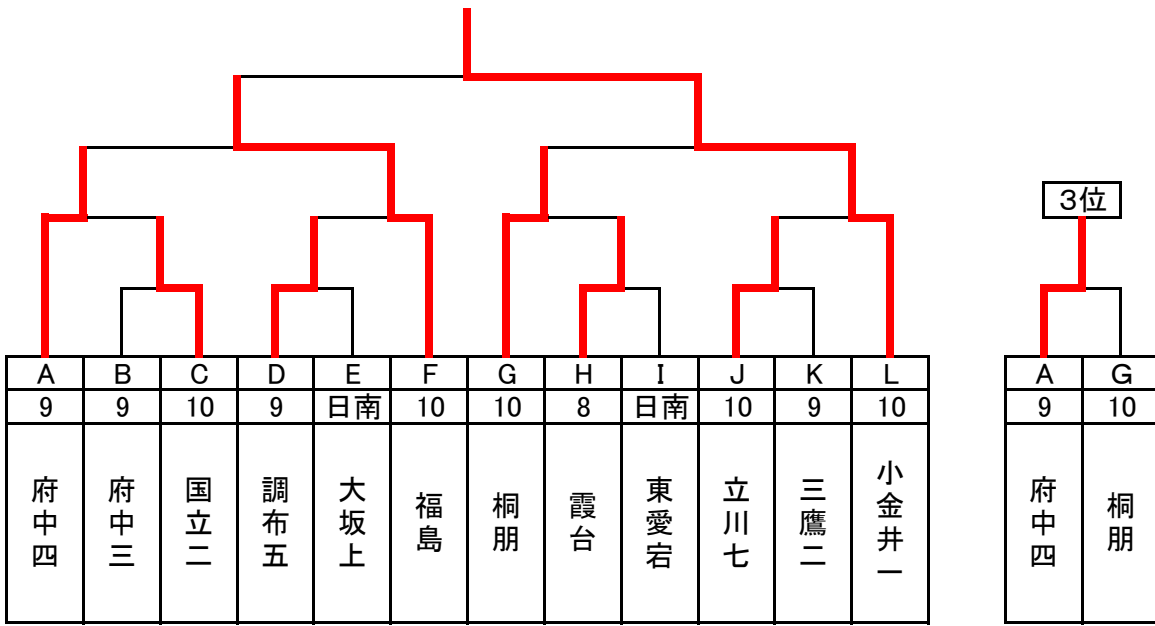 3位
A B C D E F G H I J K L
9 9 10 9 日南 10 10 8 日南 10 9 10
府中四 府中三 国立二 調布五 大坂上 福島 桐朋 霞台 東愛宕 立川七 三鷹二 小金井一
A G
9 10
府中四 桐朋